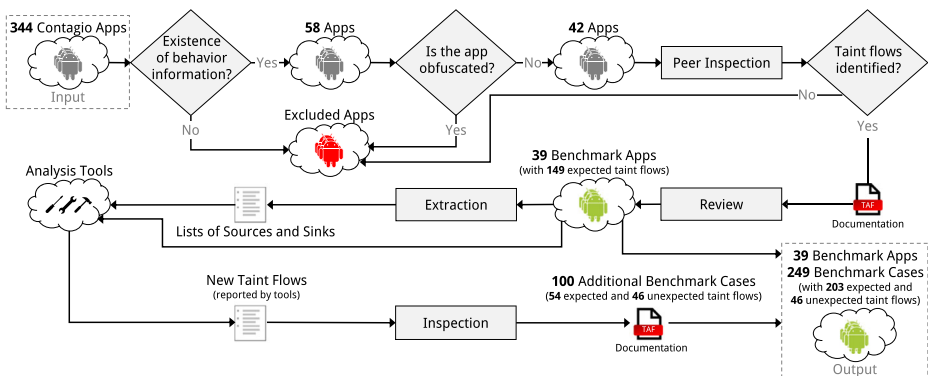 344 Contagio Apps
Input
Existence
of behavior
information?
Yes
No
58 Apps
Is the app
obfuscated?
No
Yes
42 Apps
Peer Inspection
Taint flows
identified?
No
Yes
Excluded Apps
39 Benchmark Apps
(with 149 expected taint flows)
Analysis Tools
Lists of Sources and Sinks
Extraction
Review
TAF
Documentation
New Taint Flows
(reported by tools)
Inspection
100 Additional Benchmark Cases
(54 expected and 46 unexpected taint flows)
TAF
Documentation
39 Benchmark Apps
249 Benchmark Cases
(with 203 expected and
46 unexpected taint flows)
Output